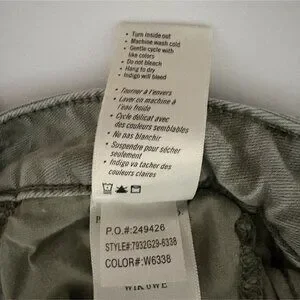 • Turn inside out
• Machine wash cold
• Gentle cycle with
like colors
• Do not bleach
• Hang to dry
• Indigo will bleed
• Tourner à l'envers
• Laver en machine à
l'eau froide
• Cycle délicat avec
des couleurs semblables
• Ne pas blanchir
• Suspendre pour sécher
seulement
• Indigo va tacher des
couleurs claires
P.O.#:249426
STYLE#:7932G29-6338
COLOR#:W6338